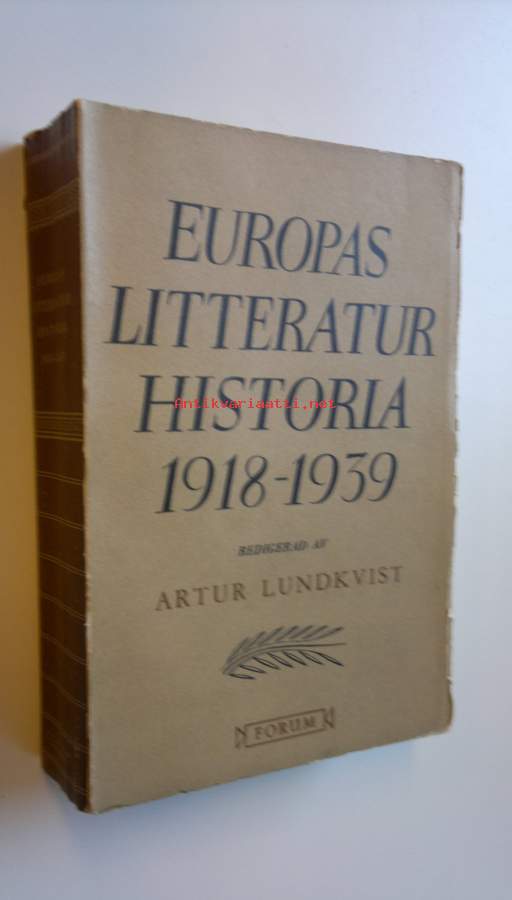 EUROPAS
LITTERATUR
HISTORIA
Antikvariaatti.net
1918-1939
REDIGERAD AV
ARTUR LUNDKVIST
FORUM